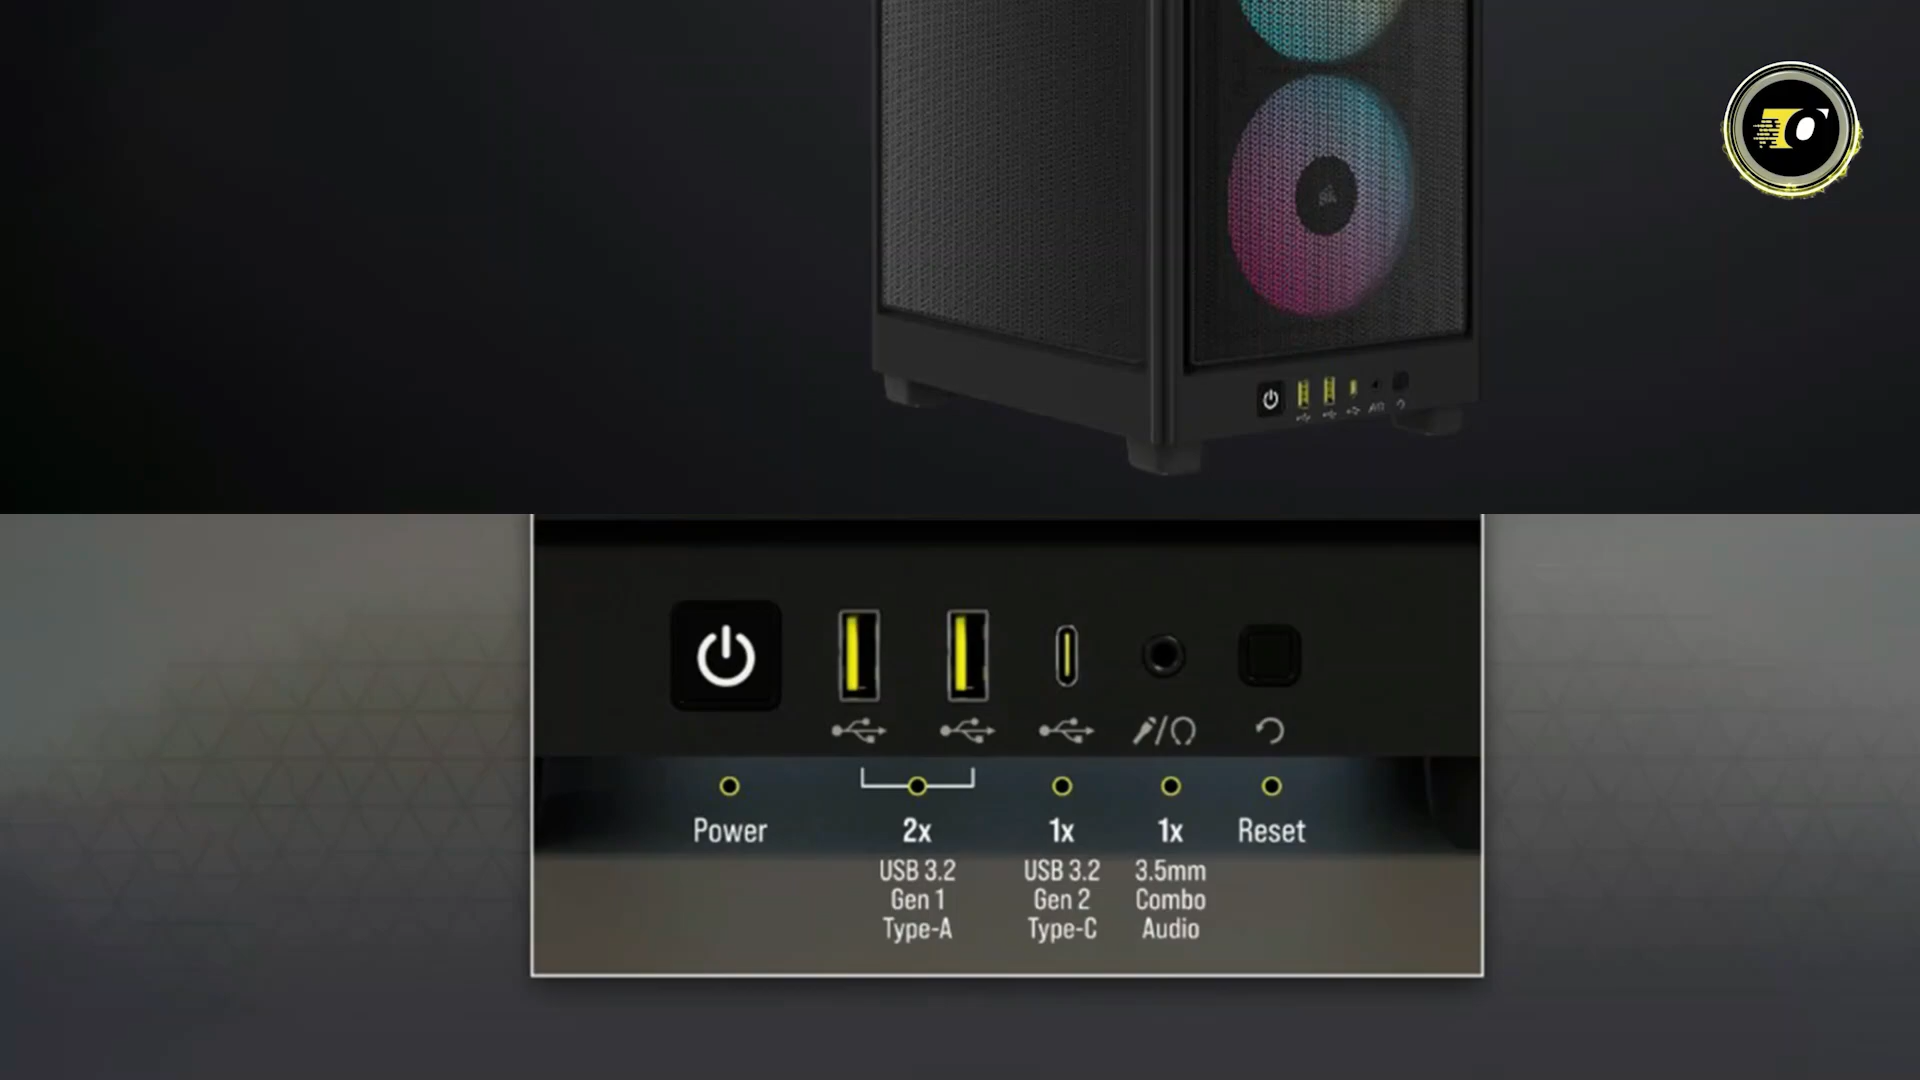 TC
Power
2x
USB 3.2
Gen 1
Type-A
1x
USB 3.2
Gen 2
Type-C
1x
3.5mm
Combo
Audio
Reset